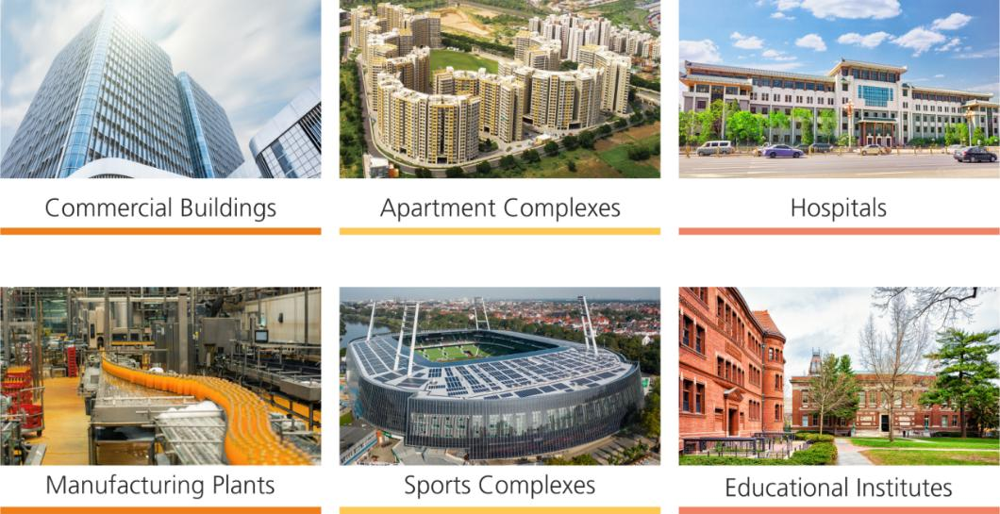 Commercial Buildings
Apartment Complexes
Hospitals
Manufacturing Plants
Sports Complexes
Educational Institutes